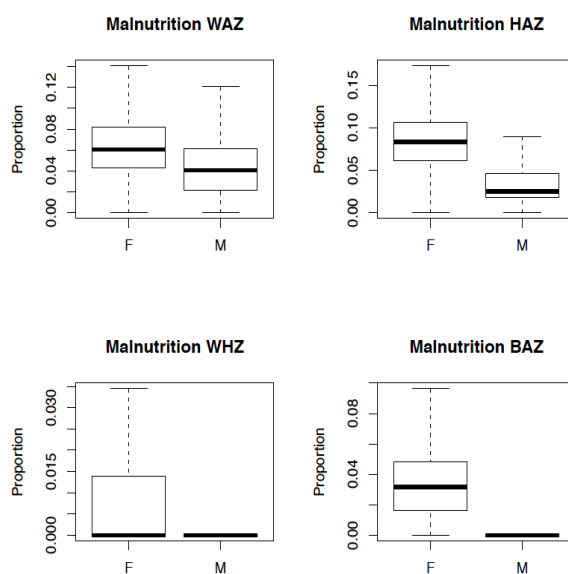 Malnutrition WAZ
Proportion
0.12
0.08
0.04
0.00
F M
Malnutrition HAZ
Proportion
0.15
0.10
0.05
0.00
F M
Malnutrition WHZ
Proportion
0.030
0.015
0.000
F M
Malnutrition BAZ
Proportion
0.08
0.04
0.00
F M